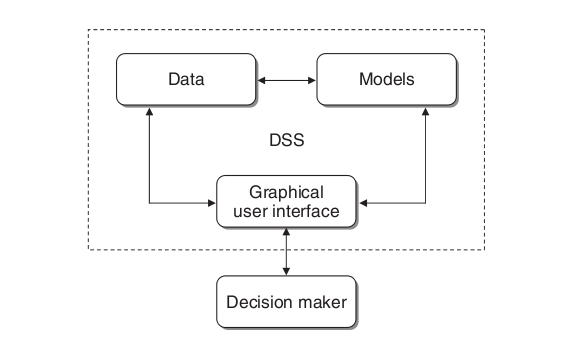 Data
Models
DSS
Graphical
user interface
Decision maker